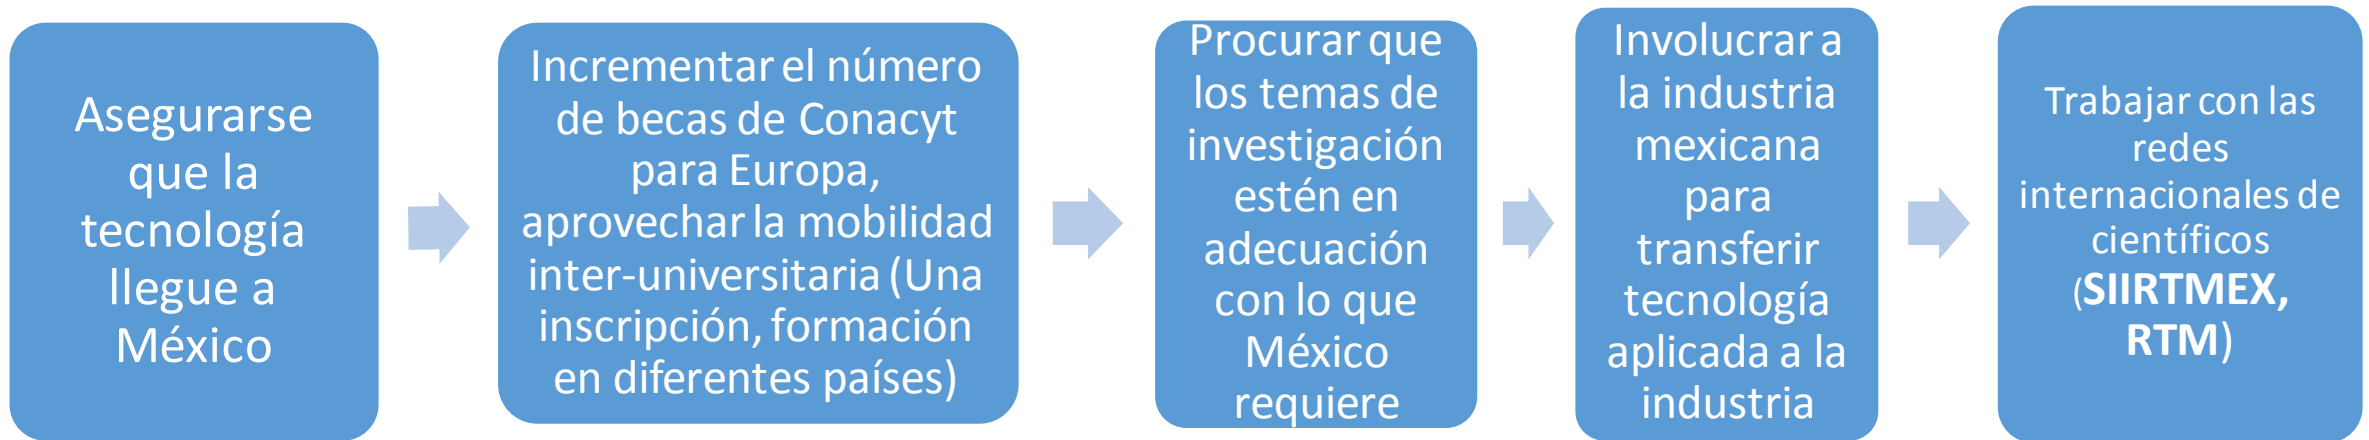 Asegurarse
que la
tecnología
llegue a
México
Incrementar el número
de becas de Conacyt
para Europa,
aprovechar la mobilidad
inter-universitaria (Una
inscripción, formación
en diferentes países)
Procurar que
los temas de
investigación
estén en
adecuación
con lo que
México
requiere
Involucrar a
la industria
mexicana
para
transferir
tecnología
aplicada a la
industria
Trabajar con las
redes
internacionales de
científicos
(SIIRTMEX,
RTM)